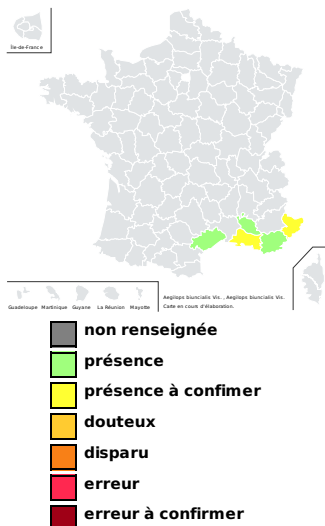 Île-de-France
Aegilops biuncialis Vis. , Aegilops biuncialis Vis.
Carte en cours d'élaboration.
Guadeloupe Martinique Guyane La Réunion Mayotte
non renseignée
présence
présence à confimer
douteux
disparu
erreur
erreur à confirmer